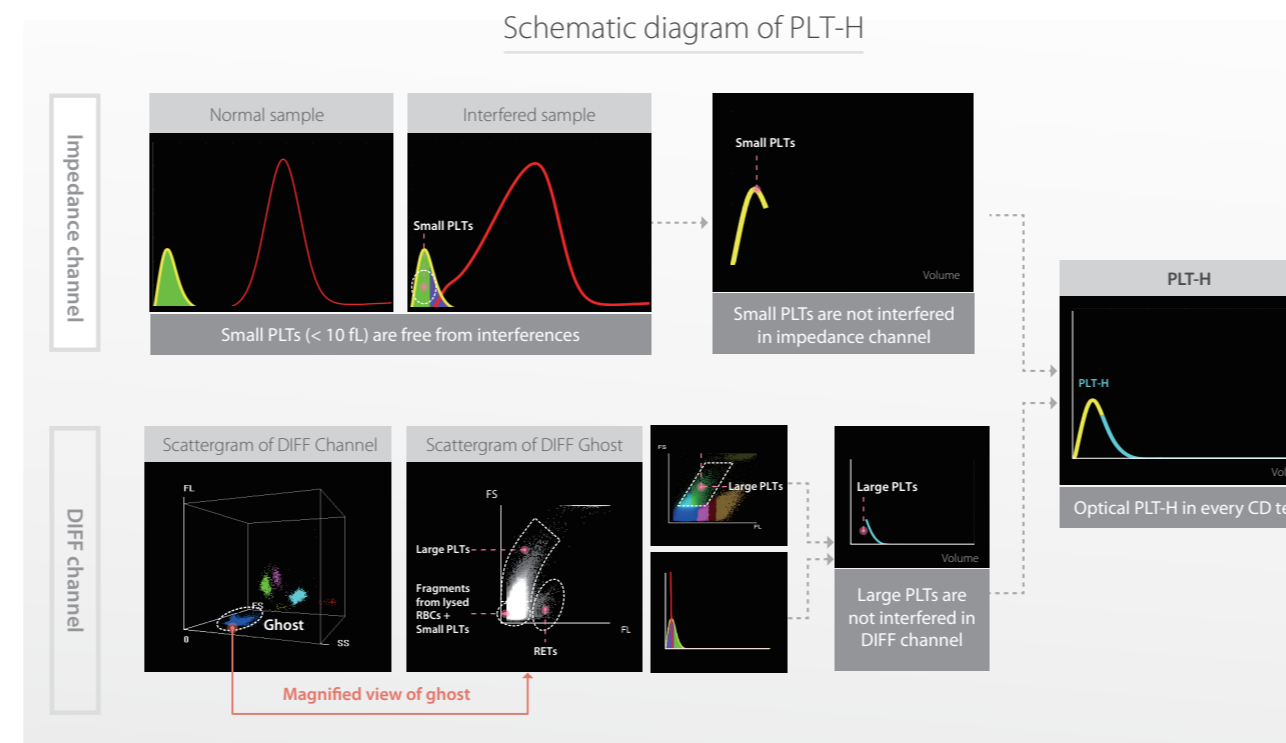 Schematic diagram of PLT-H
Impedance channel
Normal sample
Interfered sample
Small PLTs
Small PLTs (< 10 fL) are free from interferences
Small PLTs
Volume
Small PLTs are not interfered
in impedance channel
PLT-H
PLT-H
Optical PLT-H in every CD
DIFF channel
Scattergram of DIFF Channel
FL
FS
Ghost
0
SS
Scattergram of DIFF Ghost
FS
Large PLTs
Fragments
from lysed
RBCs +
Small PLTs
RETs
FL
Magnified view of ghost
FS
Large PLTs
FL
Large PLTs
Volume
Large PLTs are
not interfered in
DIFF channel